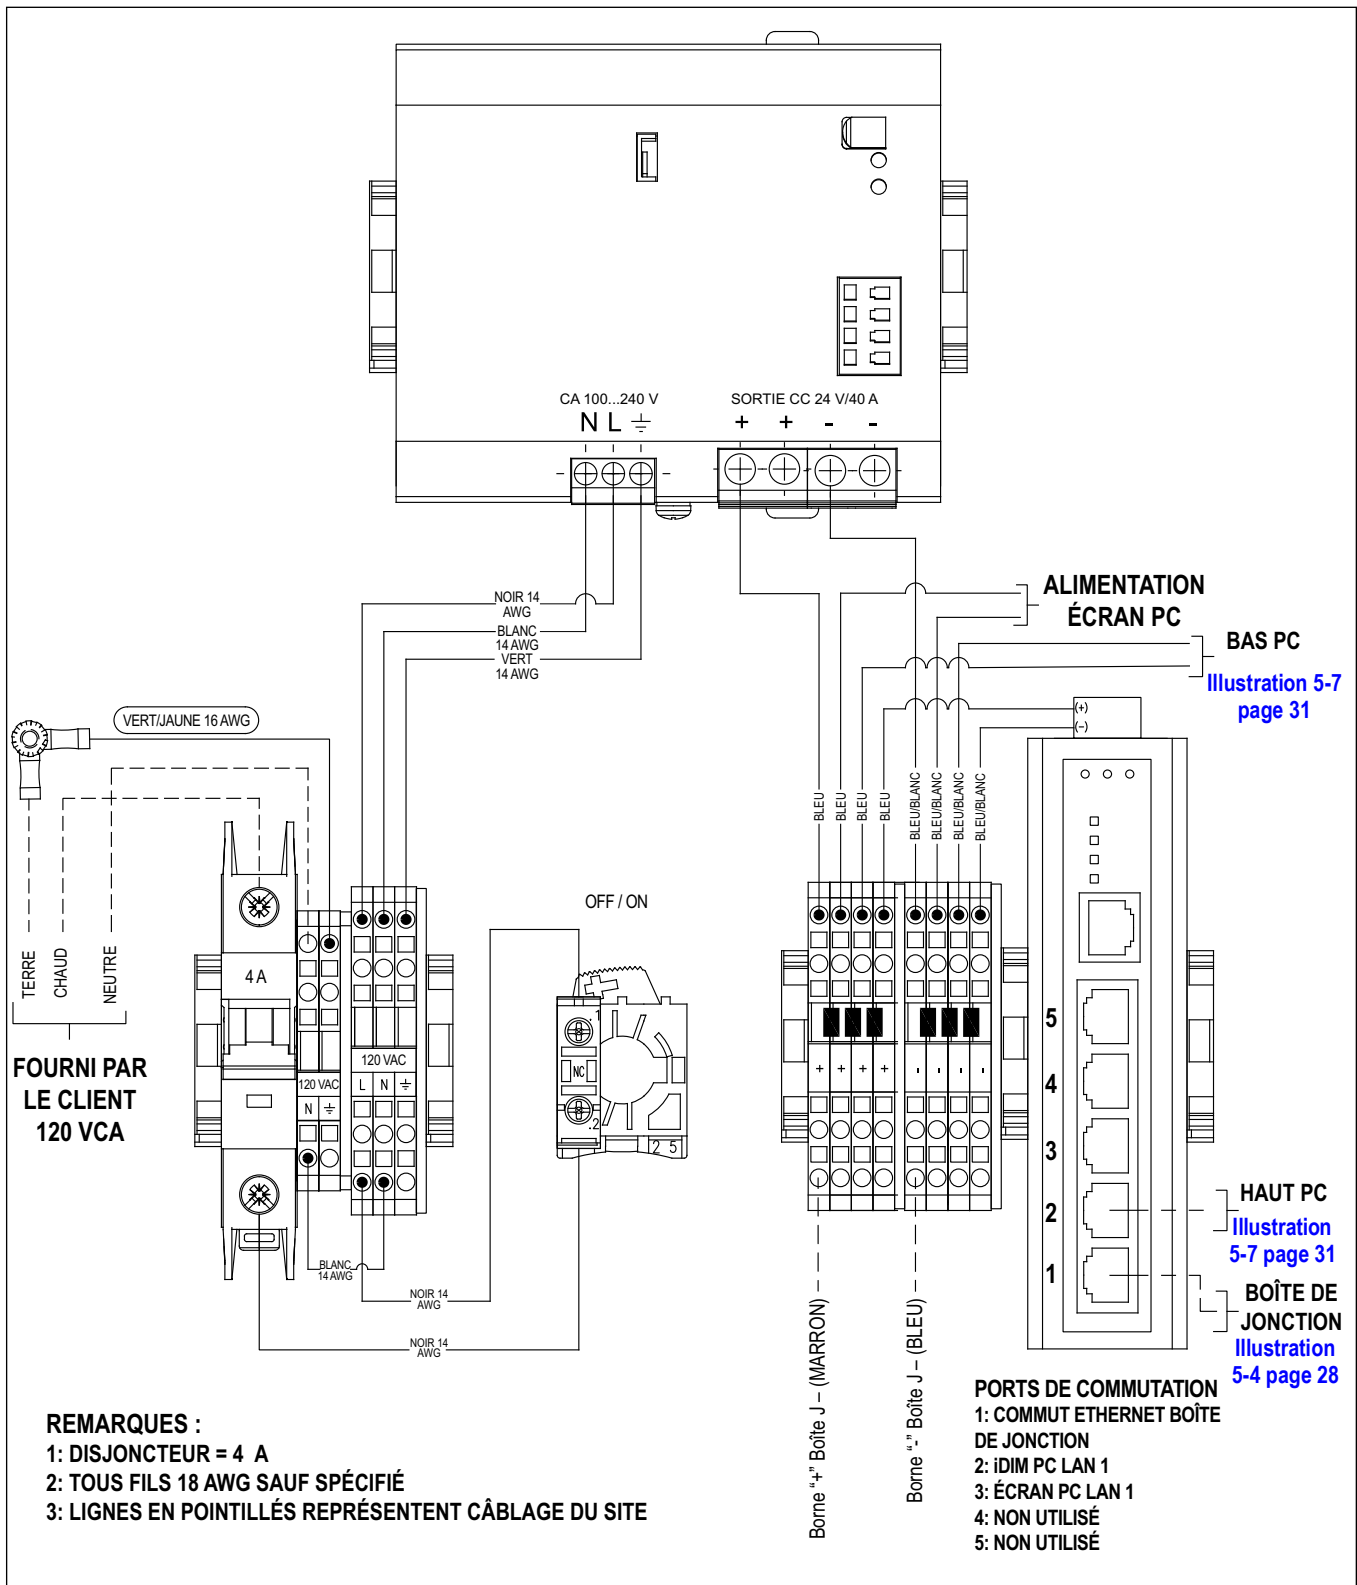 CA 100...240 V
SORTIE CC 24 V/40 A
N L
+ + - -
NOIR 14
AWG
BLANC
14 AWG
VERT
14 AWG
ALIMENTATION
ÉCRAN PC
BAS PC
Illustration 5-7
page 31
VERT/JAUNE 16 AWG
(+)
(-)
BLEU
BLEU
BLEU
BLEU
BLEU/BLANC
BLEU/BLANC
BLEU/BLANC
BLEU/BLANC
TERRE
CHAUD
NEUTRE
FOURNI PAR
LE CLIENT
120 VCA
4 A
120 VAC
N
120 VAC
L N
OFF / ON
.1
NC
.2
2 5
+ + + + - - - -
5
4
3
2
1
HAUT PC
Illustration
5-7 page 31
BOÎTE DE
JONCTION
Illustration
5-4 page 28
BLANC
14 AWG
NOIR 14
AWG
NOIR 14
AWG
Borne “+” Boîte J – (MARRON)
Borne “-” Boîte J – (BLEU)
PORTS DE COMMUTATION
1: COMMUT ETHERNET BOÎTE
DE JONCTION
2: iDIM PC LAN 1
3: ÉCRAN PC LAN 1
4: NON UTILISÉ
5: NON UTILISÉ
REMARQUES :
1: DISJONCTEUR = 4 A
2: TOUS FILS 18 AWG SAUF SPÉCIFIÉ
3: LIGNES EN POINTILLÉS REPRÉSENTENT CÂBLAGE DU SITE